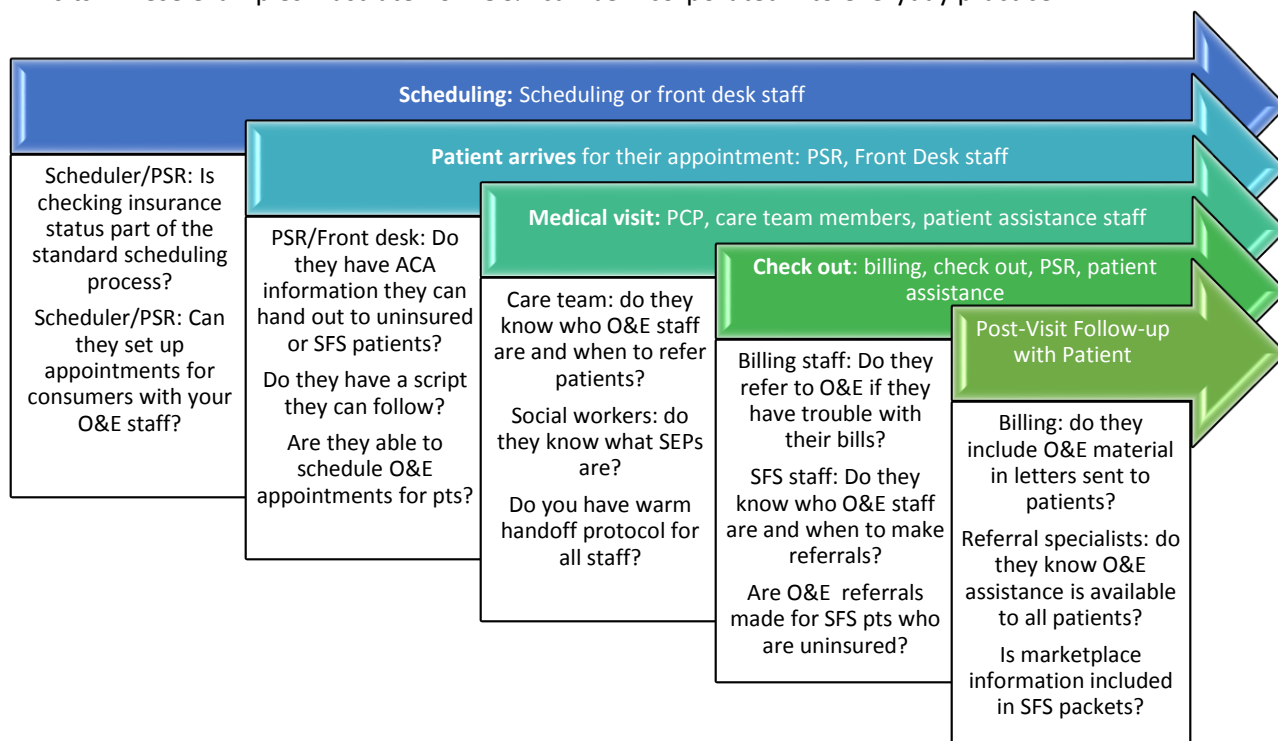 Scheduling: Scheduling or front desk staff
Scheduler/PSR: Is
checking insurance
status part of the
standard scheduling
process?
Scheduler/PSR: Can
they set up
appointments for
consumers with your
O&E staff?
Patient arrives for their appointment: PSR, Front Desk staff
PSR/Front desk: Do
they have ACA
information they can
hand out to uninsured
or SFS patients?
Do they have a script
they can follow?
Are they able to
schedule O&E
appointments for pts?
Medical visit: PCP, care team members, patient assistance staff
Care team: do they
know who O&E staff
are and when to refer
patients?
Social workers: do
they know what SEPs
are?
Do you have warm
handoff protocol for
all staff?
Check out: billing, check out, PSR, patient
assistance
Billing staff: Do they
refer to O&E if they
have trouble with
their bills?
SFS staff: Do they
know who O&E staff
are and when to make
referrals?
Are O&E referrals
made for SFS pts who
are uninsured?
Post-Visit Follow-up
with Patient
Billing: do they
include O&E material
in letters sent to
patients?
Referral specialists: do
they know O&E
assistance is available
to all patients?
Is marketplace
information included
in SFS packets?